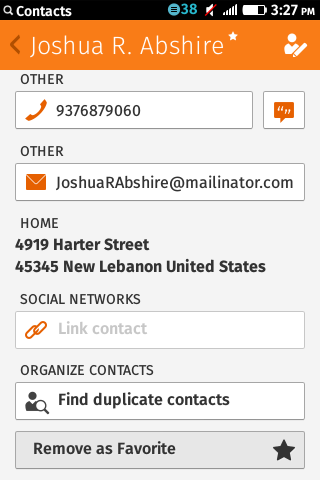 Contacts 38 3:27 PM
Joshua R. Abshire
OTHER
9376879060
OTHER
JoshuaRAbshire@mailinator.com
HOME
4919 Harter Street
45345 New Lebanon United States
SOCIAL NETWORKS
Link contact
ORGANIZE CONTACTS
Find duplicate contacts
Remove as Favorite